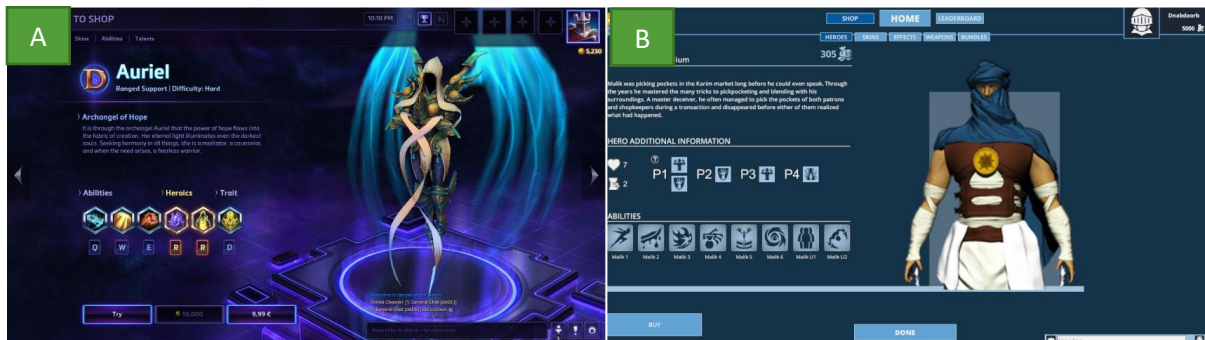 A
TO SHOP
10:10 PM
Skins | Abilities | Talents
5,230
Auriel
Ranged Support | Difficulty: Hard
Archangel of Hope
It is through the archangel Auriel that the power of hope flows into
the fabric of creation. Her eternal light illuminates even the darkest
souls. Seeking harmony in all things, she is a mediator, a counselor,
and when the need arises, a fearless warrior.
Abilities
Heroics
Trait
Q W E R R D
Try
10,000
9,99 €
B
SHOP
HOME
LEADERBOARD
Dnabdaorb
5000
HEROES
SKINS
EFFECTS
WEAPONS
BUNDLES
305
ium
Malik was picking pockets in the Karim market long before he could even speak. Through
the years he mastered the many tricks to pickpocketing and blending with his
surroundings. A master deceiver, he often managed to pick the pockets of both patrons
and shopkeepers during a transaction and disappeared before either of them realized
what had happened.
HERO ADDITIONAL INFORMATION
7
2
?
P1 P2 P3 P4
ABILITIES
Malik 1 Malik 2 Malik 3 Malik 4 Malik 5 Malik 6 Malik U1 Malik U2
BUY
DONE